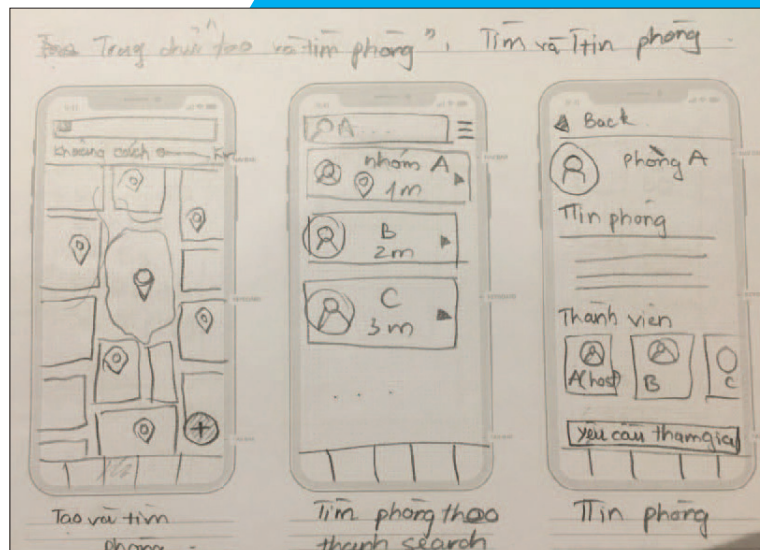 Trang chủ "tạo và tìm phòng", Tìm và T.tin phòng
khoảng cách
Back
A...
nhóm A
1m
B
2m
C
3m
...
phòng A
T.tin phòng
Thành viên
A(host)
B
C
yêu cầu tham gia
Tạo và tìm
phòng
Tìm phòng theo
thanh search
T.tin phòng